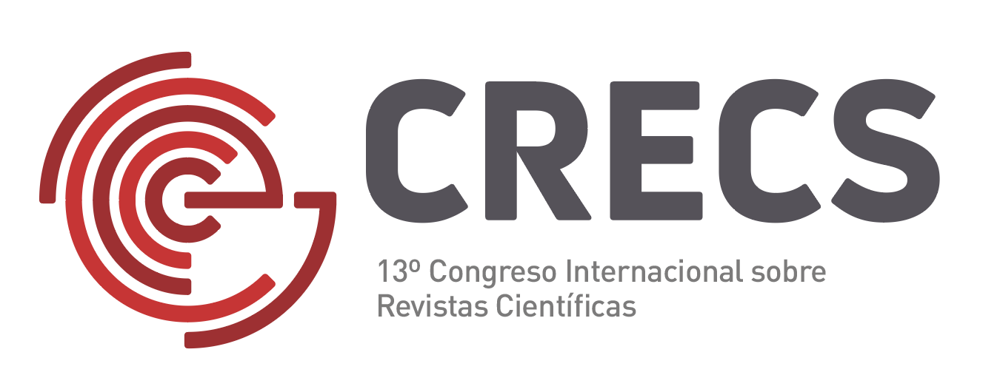 CRECS
13º Congreso Internacional sobre
Revistas Científicas